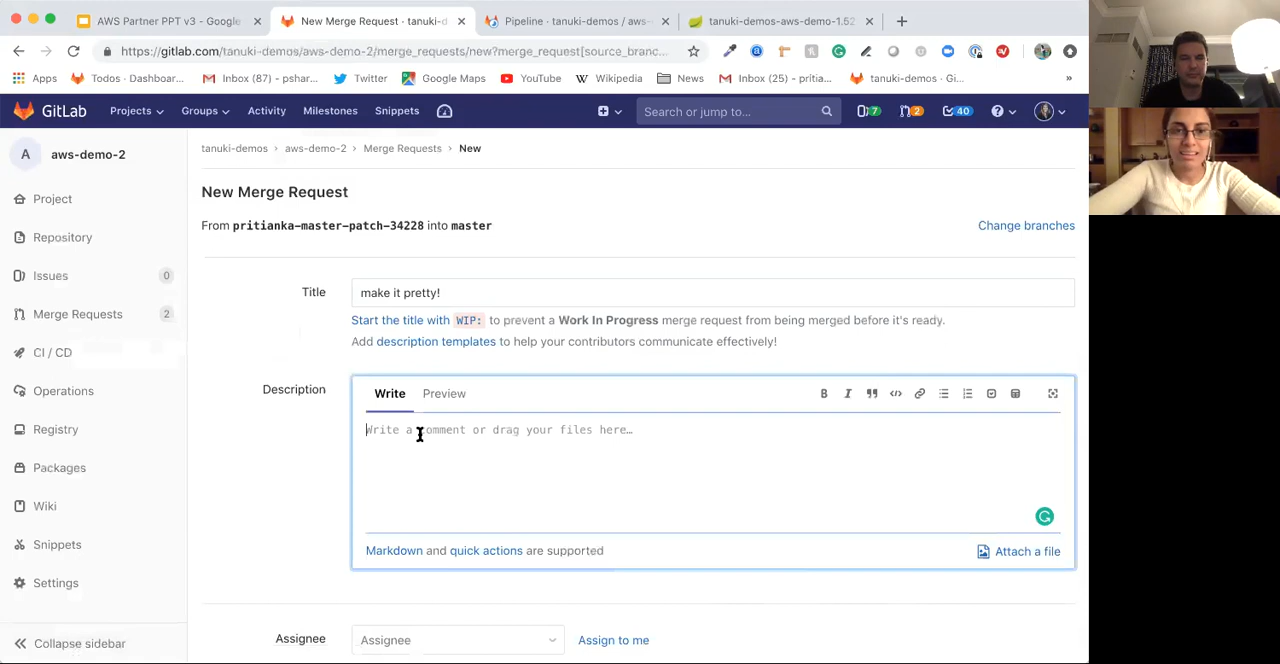 AWS Partner PPT v3 - Google
New Merge Request · tanuki-d
Pipeline · tanuki-demos / aws-
tanuki-demos-aws-demo-1.52
https://gitlab.com/tanuki-demos/aws-demo-2/merge_requests/new?merge_request[source_branc...
Apps
Todos · Dashboar...
Inbox (87) - pshar...
Twitter
Google Maps
YouTube
Wikipedia
News
Inbox (25) - pritia...
tanuki-demos · Gi...
»
GitLab
Projects
Groups
Activity
Milestones
Snippets
Search or jump to...
7
2
40
A
aws-demo-2
Project
Repository
Issues 0
Merge Requests 2
CI / CD
Operations
Registry
Packages
Wiki
Snippets
Settings
Collapse sidebar
tanuki-demos > aws-demo-2 > Merge Requests > New
New Merge Request
From pritianka-master-patch-34228 into master
Change branches
Title
make it pretty!
Start the title with WIP: to prevent a Work In Progress merge request from being merged before it's ready.
Add description templates to help your contributors communicate effectively!
Description
Write Preview
Write a comment or drag your files here…
Markdown and quick actions are supported
Attach a file
Assignee
Assignee
Assign to me